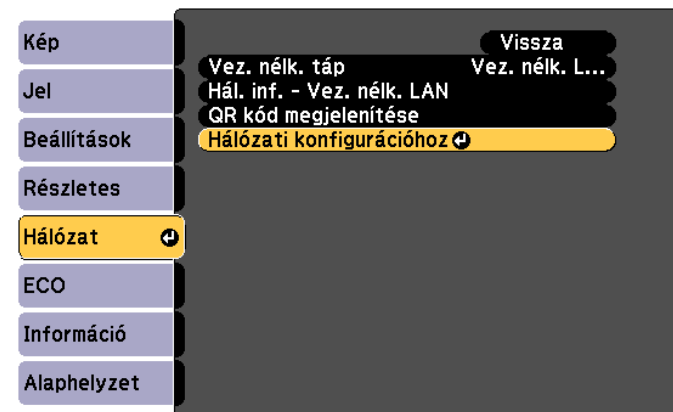 Kép
Jel
Beállítások
Részletes
Hálózat
ECO
Információ
Alaphelyzet
Vissza
Vez. nélk. táp Vez. nélk. L...
Hál. inf. - Vez. nélk. LAN
QR kód megjelenítése
Hálózati konfigurációhoz